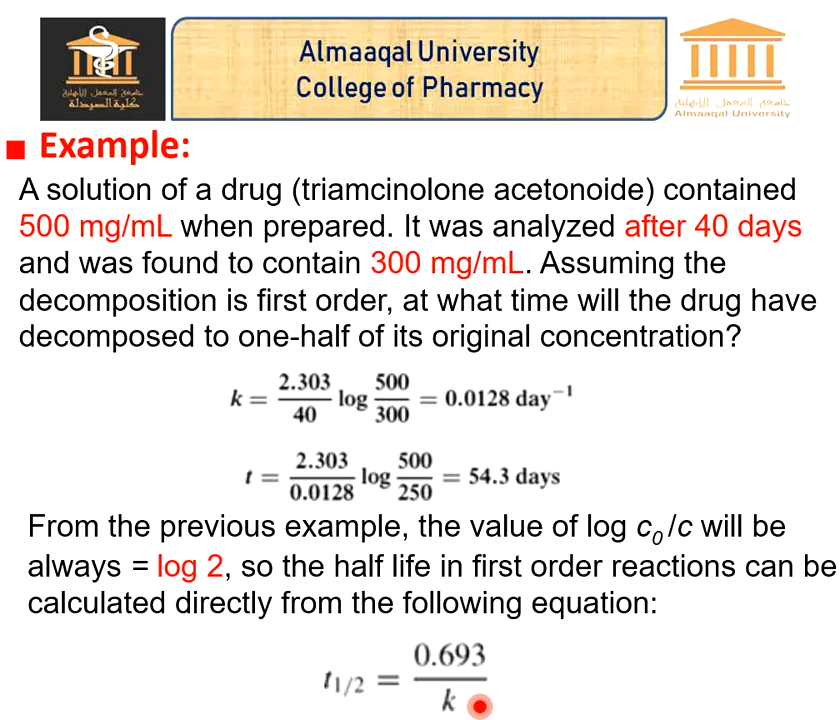 Almaaqal University
College of Pharmacy
جامعة المعقل الأهلية
كلية الصيدلة
جامعة المعقل الأهلية
Almaaqal University
■ Example:
A solution of a drug (triamcinolone acetonoide) contained
500 mg/mL when prepared. It was analyzed after 40 days
and was found to contain 300 mg/mL. Assuming the
decomposition is first order, at what time will the drug have
decomposed to one-half of its original concentration?
k = 2.303/40 log 500/300 = 0.0128 day⁻¹
t = 2.303/0.0128 log 500/250 = 54.3 days
From the previous example, the value of log c₀/c will be
always = log 2, so the half life in first order reactions can be
calculated directly from the following equation:
t₁/₂ = 0.693/k